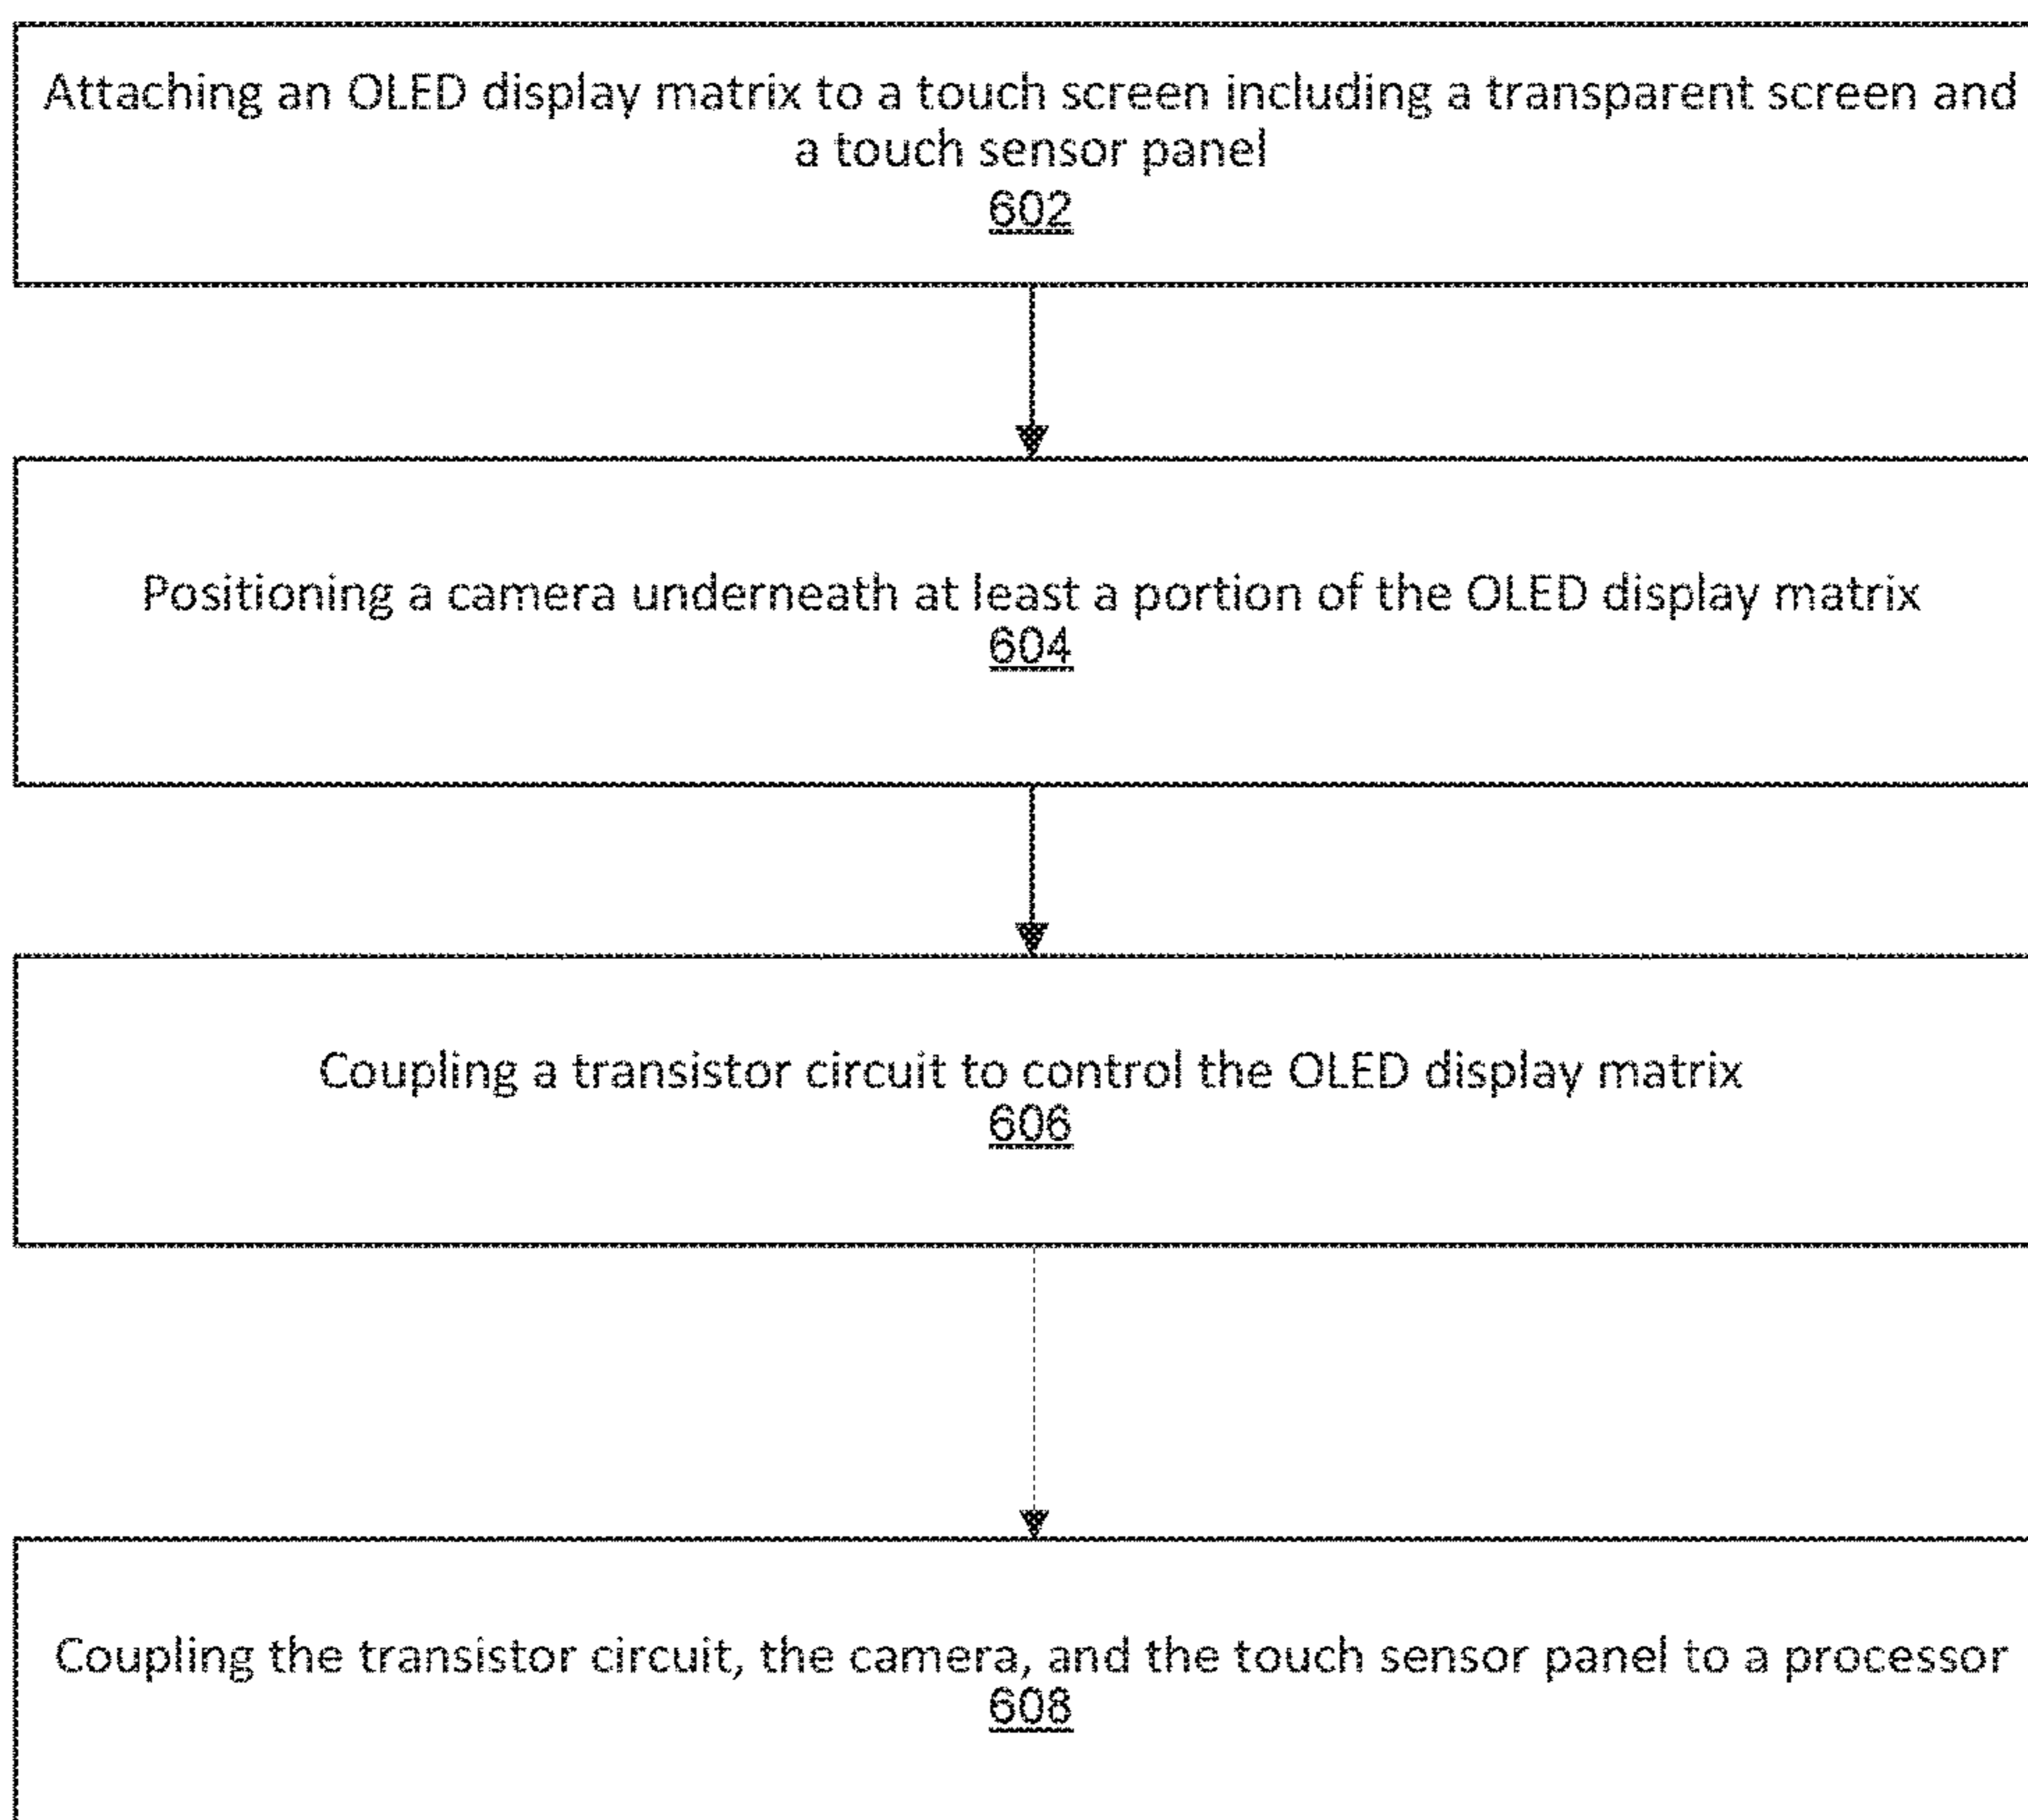 Attaching an OLED display matrix to a touch screen including a transparent screen and
a touch sensor panel
602
Positioning a camera underneath at least a portion of the OLED display matrix
604
Coupling a transistor circuit to control the OLED display matrix
606
Coupling the transistor circuit, the camera, and the touch sensor panel to a processor
608